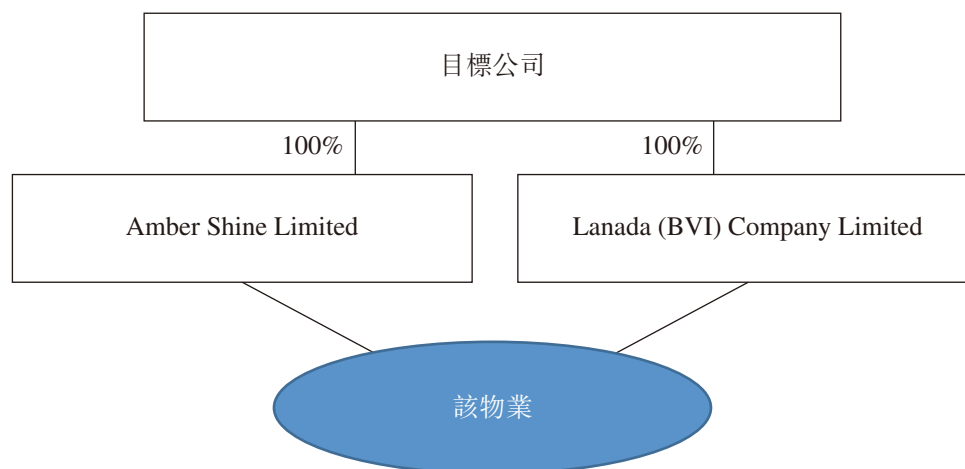 目標公司
100%
100%
Amber Shine Limited
Lanada (BVI) Company Limited
該物業